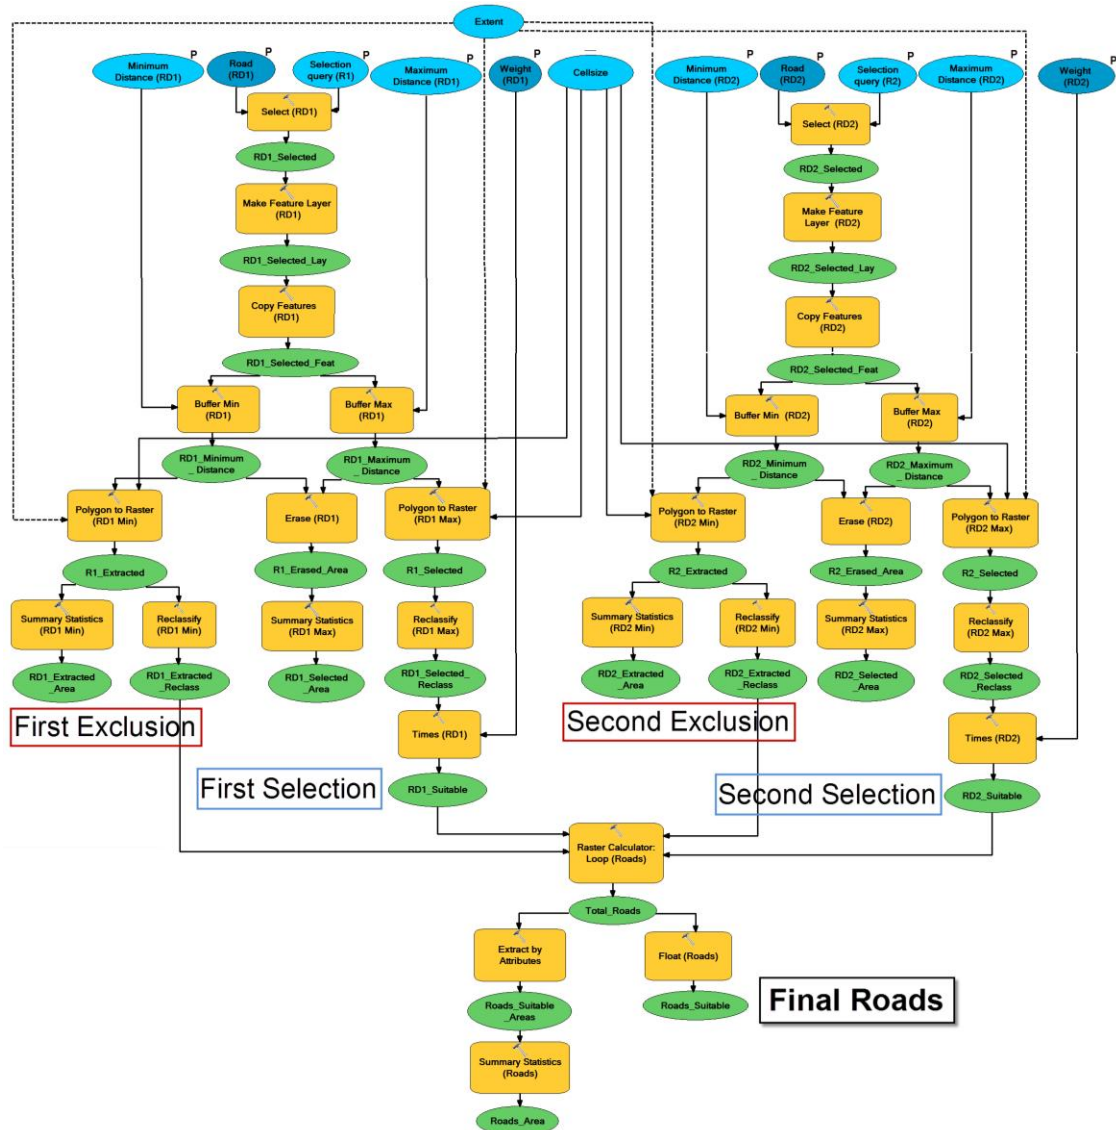 Extent
P
P
P
P
P
P
P
P
P
P
Minimum
Distance (RD1)
Road
(RD1)
Selection
query (R1)
Maximum
Distance (RD1)
Weight
(RD1)
Cellsize
Minimum
Distance (RD2)
Road
(RD2)
Selection
query (R2)
Maximum
Distance (RD2)
Weight
(RD2)
Select (RD1)
Select (RD2)
RD1_Selected
RD2_Selected
Make Feature Layer
(RD1)
Make Feature
Layer (RD2)
RD1_Selected_Lay
RD2_Selected_Lay
Copy Features
(RD1)
Copy Features
(RD2)
RD1_Selected_Feat
RD2_Selected_Feat
Buffer Min
(RD1)
Buffer Max
(RD1)
Buffer Min (RD2)
Buffer Max
(RD2)
RD1_Minimum
_ Distance
RD1_Maximum
_ Distance
RD2_Minimum
_ Distance
RD2_Maximum
_ Distance
Polygon to Raster
(RD1 Min)
Erase (RD1)
Polygon to Raster
(RD1 Max)
Polygon to Raster
(RD2 Min)
Erase (RD2)
Polygon to Raster
(RD2 Max)
R1_Extracted
R1_Erased_Area
R1_Selected
R2_Extracted
R2_Erased_Area
R2_Selected
Summary Statistics
(RD1 Min)
Reclassify
(RD1 Min)
Summary Statistics
(RD1 Max)
Reclassify
(RD1 Max)
Summary Statistics
(RD2 Min)
Reclassify
(RD2 Min)
Summary Statistics
(RD2 Max)
Reclassify
(RD2 Max)
RD1_Extracted
_Area
RD1_Extracted
_Reclass
RD1_Selected
_Area
RD1_Selected_
Reclass
RD2_Extracted
_Area
RD2_Extracted
_Reclass
RD2_Selected
_Area
RD2_Selected
_Reclass
First Exclusion
Second Exclusion
Times (RD1)
Times (RD2)
First Selection
Second Selection
RD1_Suitable
RD2_Suitable
Raster Calculator:
Loop (Roads)
Total_Roads
Extract by
Attributes
Float (Roads)
Roads_Suitable
_Areas
Roads_Suitable
Final Roads
Summary Statistics
(Roads)
Roads_Area